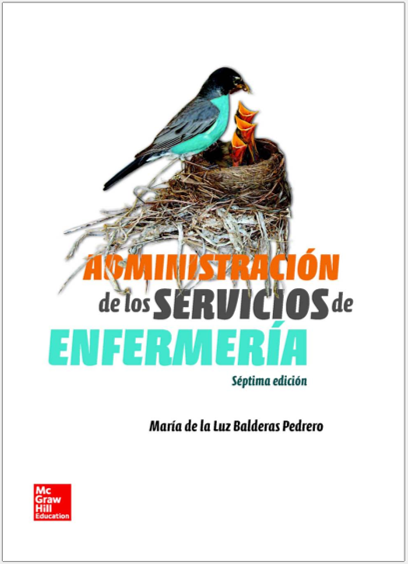 ADMINISTRACIÓN
de los SERVICIOS de
ENFERMERÍA
Séptima edición
María de la Luz Balderas Pedrero
Mc
Graw
Hill
Education